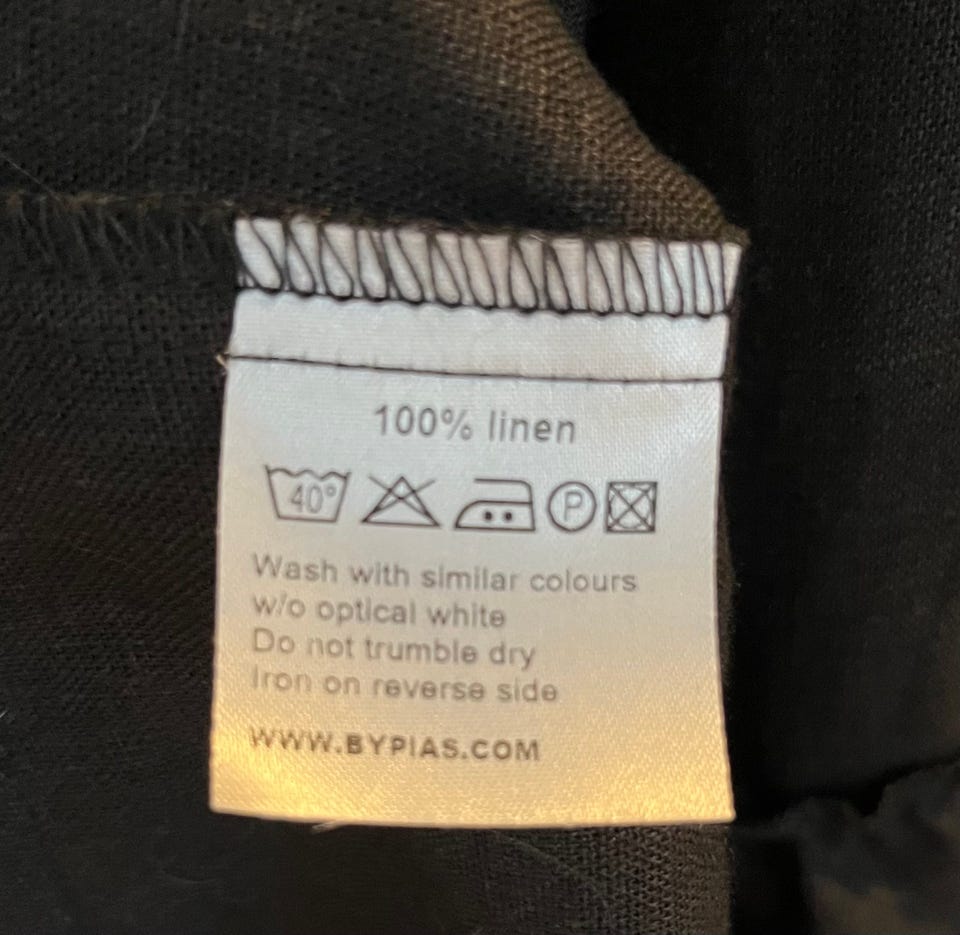 100% linen
40° P
Wash with similar colours
w/o optical white
Do not trumble dry
Iron on reverse side
WWW.BYPIAS.COM